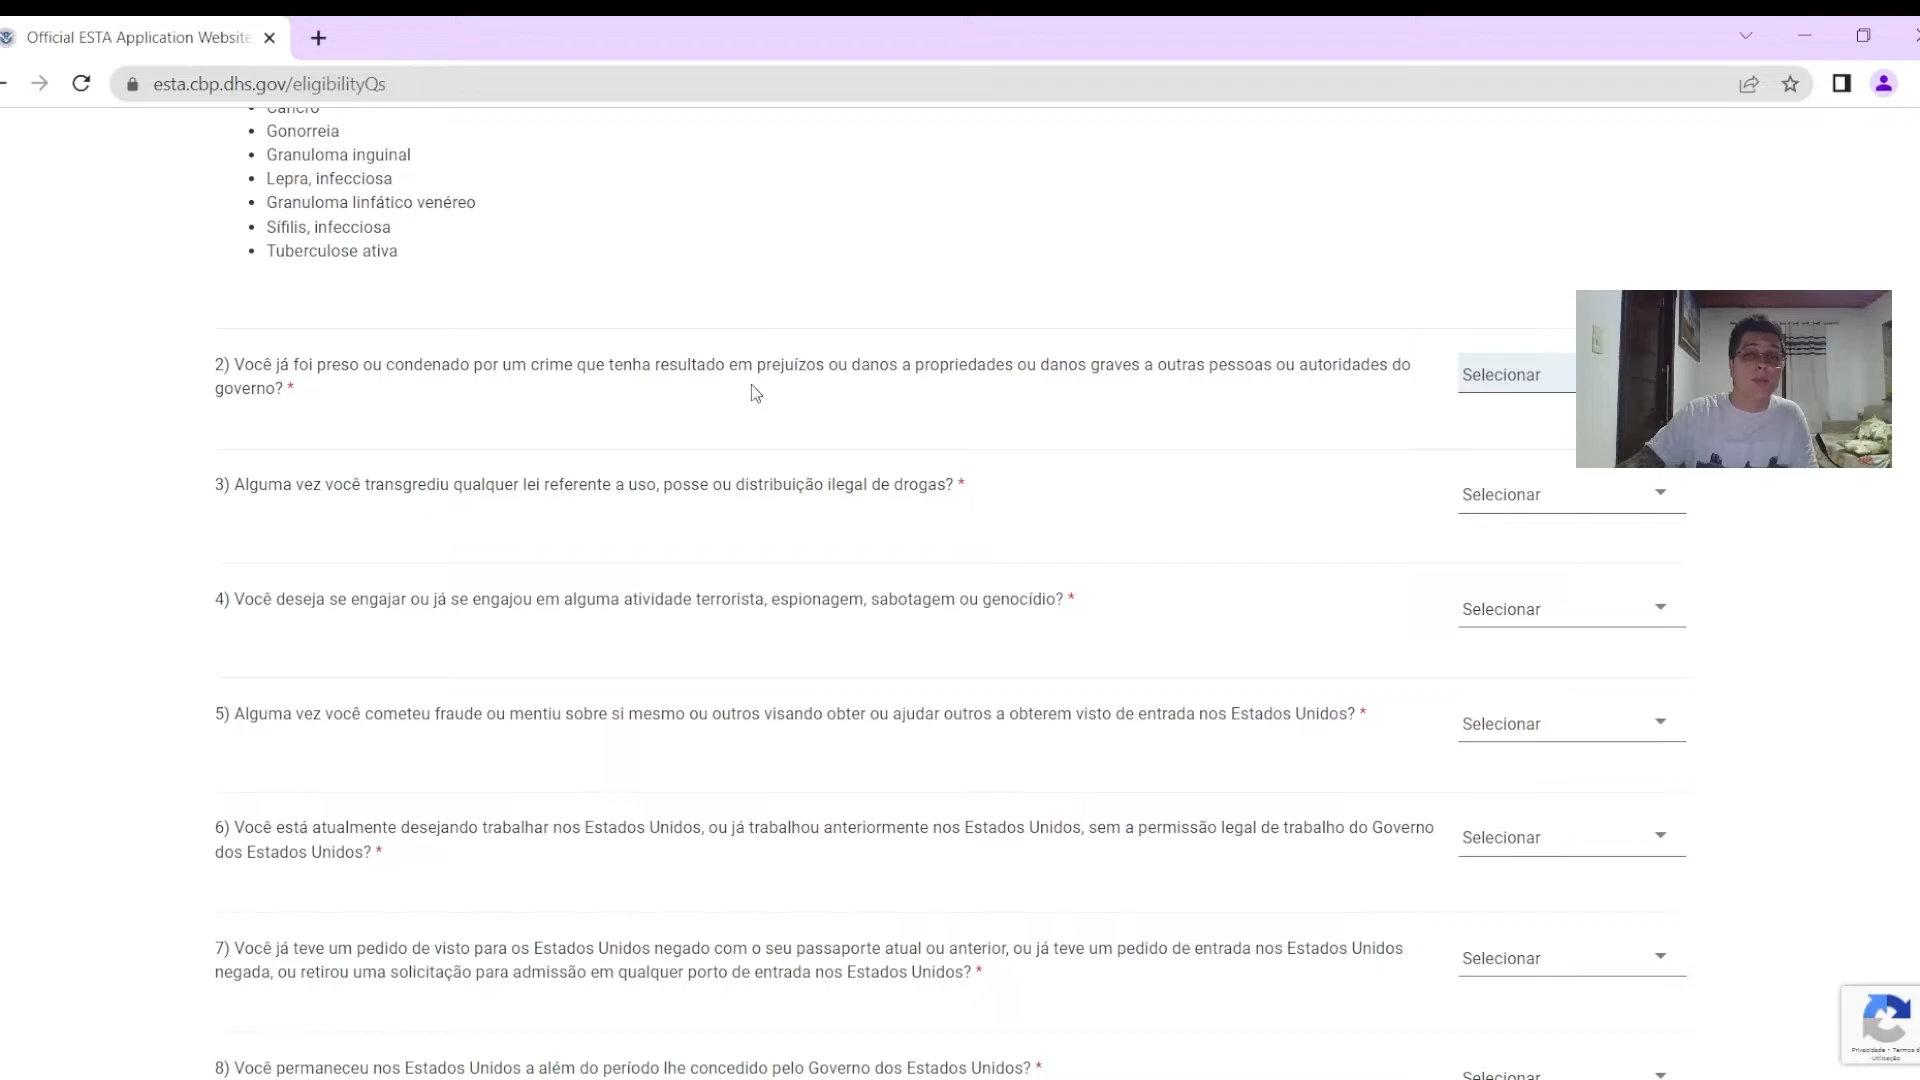 Official ESTA Application Website
esta.cbp.dhs.gov/eligibilityQs
Cancro
Gonorreia
Granuloma inguinal
Lepra, infecciosa
Granuloma linfático venéreo
Sífilis, infecciosa
Tuberculose ativa
2) Você já foi preso ou condenado por um crime que tenha resultado em prejuízos ou danos a propriedades ou danos graves a outras pessoas ou autoridades do
governo? *
Selecionar
3) Alguma vez você transgrediu qualquer lei referente a uso, posse ou distribuição ilegal de drogas? *
Selecionar
4) Você deseja se engajar ou já se engajou em alguma atividade terrorista, espionagem, sabotagem ou genocídio? *
Selecionar
5) Alguma vez você cometeu fraude ou mentiu sobre si mesmo ou outros visando obter ou ajudar outros a obterem visto de entrada nos Estados Unidos? *
Selecionar
6) Você está atualmente desejando trabalhar nos Estados Unidos, ou já trabalhou anteriormente nos Estados Unidos, sem a permissão legal de trabalho do Governo
dos Estados Unidos? *
Selecionar
7) Você já teve um pedido de visto para os Estados Unidos negado com o seu passaporte atual ou anterior, ou já teve um pedido de entrada nos Estados Unidos
negada, ou retirou uma solicitação para admissão em qualquer porto de entrada nos Estados Unidos? *
Selecionar
8) Você permaneceu nos Estados Unidos a além do período lhe concedido pelo Governo dos Estados Unidos? *
Selecionar
Privacidade - Termos d
utilização